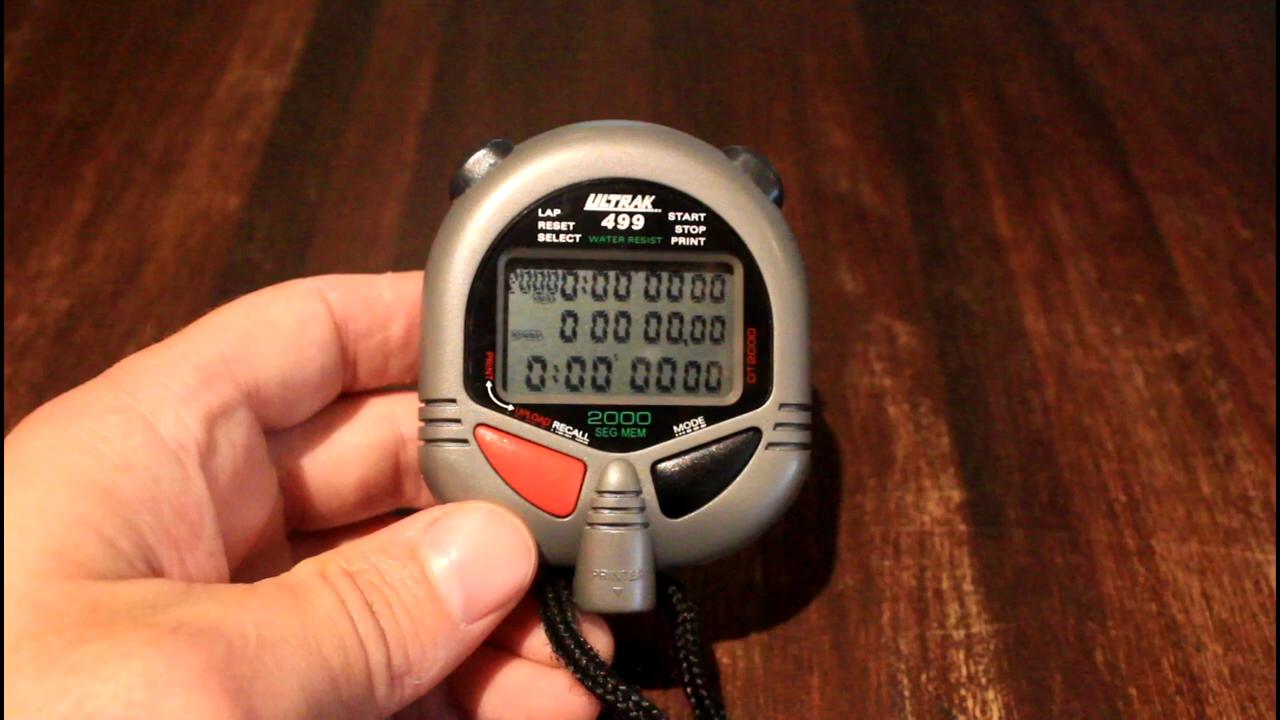 ULTRAK
499
LAP
RESET
SELECT
WATER RESIST
START
STOP
PRINT
0:00 00 00
0 00 00.00
0:00 00 00
DT2000
PRINT
UPLOAD
RECALL
2000
SEG MEM
MODE
PRINTER